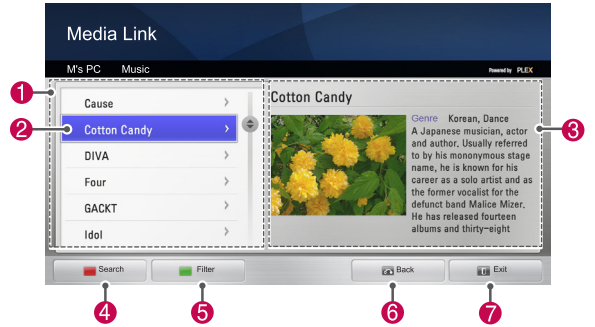 Media Link
M's PC Music
Powered by PLEX
1
Cause
2
Cotton Candy
DIVA
Four
GACKT
Idol
Cotton Candy
3
Genre Korean, Dance
A Japanese musician, actor
and author. Usually referred
to by his mononymous stage
name, he is known for his
career as a solo artist and as
the former vocalist for the
defunct band Malice Mizer.
He has released fourteen
albums and thirty-eight
Search
Filter
Back
Exit
4
5
6
7